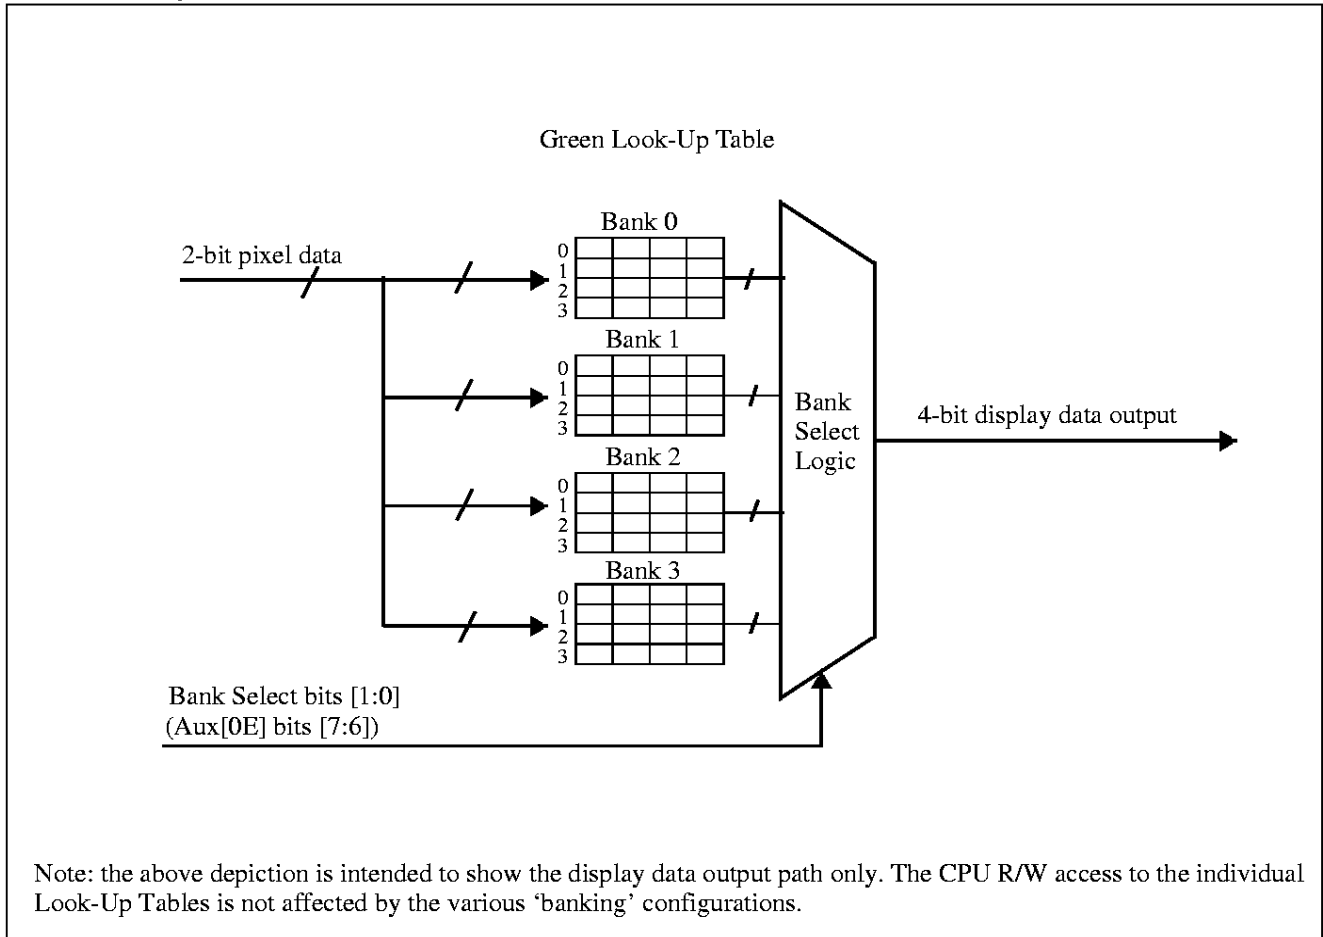 Green Look-Up Table
2-bit pixel data
Bank 0
0
1
2
3
Bank 1
0
1
2
3
Bank 2
0
1
2
3
Bank 3
0
1
2
3
Bank
Select
Logic
4-bit display data output
Bank Select bits [1:0]
(Aux[0E] bits [7:6])
Note: the above depiction is intended to show the display data output path only. The CPU R/W access to the individual
Look-Up Tables is not affected by the various ‘banking’ configurations.